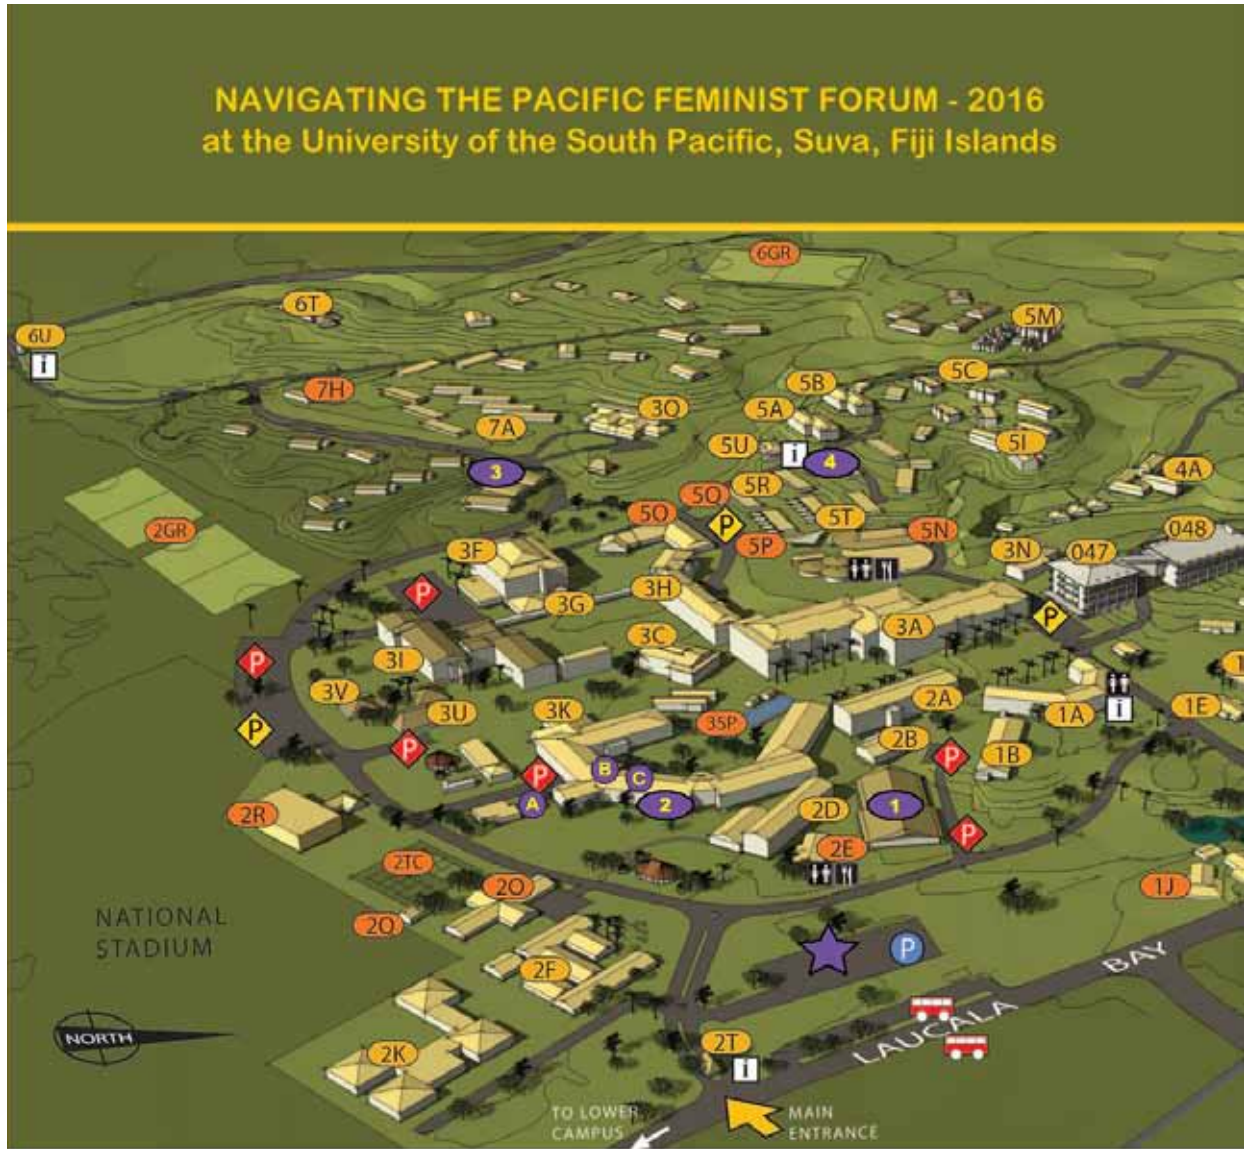 NAVIGATING THE PACIFIC FEMINIST FORUM - 2016
at the University of the South Pacific, Suva, Fiji Islands
6GR
6T
5M
6U
i
5C
5B
7H
3Q
5A
7A
5U
5I
i
4
3
4A
5R
5Q
2GR
5O
P
5T
5N
048
5P
3F
3N
047
3H
P
3G
P
3A
3C
3I
P
2A
3V
3U
1A
i
1E
3K
35P
P
2B
P
P
1B
B
C
P
A
2
2D
1
2R
P
2E
2TC
2O
1J
2Q
NATIONAL
STADIUM
P
2F
LAUCALA BAY
NORTH
2K
2T
i
TO LOWER
CAMPUS
MAIN
ENTRANCE